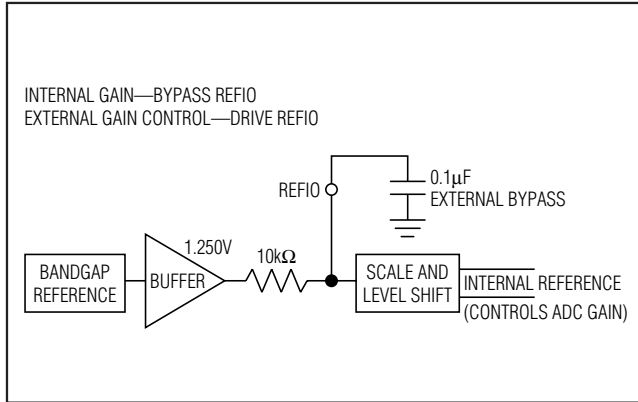 INTERNAL GAIN—BYPASS REFIO
EXTERNAL GAIN CONTROL—DRIVE REFIO
REFIO
0.1µF
EXTERNAL BYPASS
1.250V
10kΩ
BANDGAP
REFERENCE
BUFFER
SCALE AND
LEVEL SHIFT
INTERNAL REFERENCE
(CONTROLS ADC GAIN)